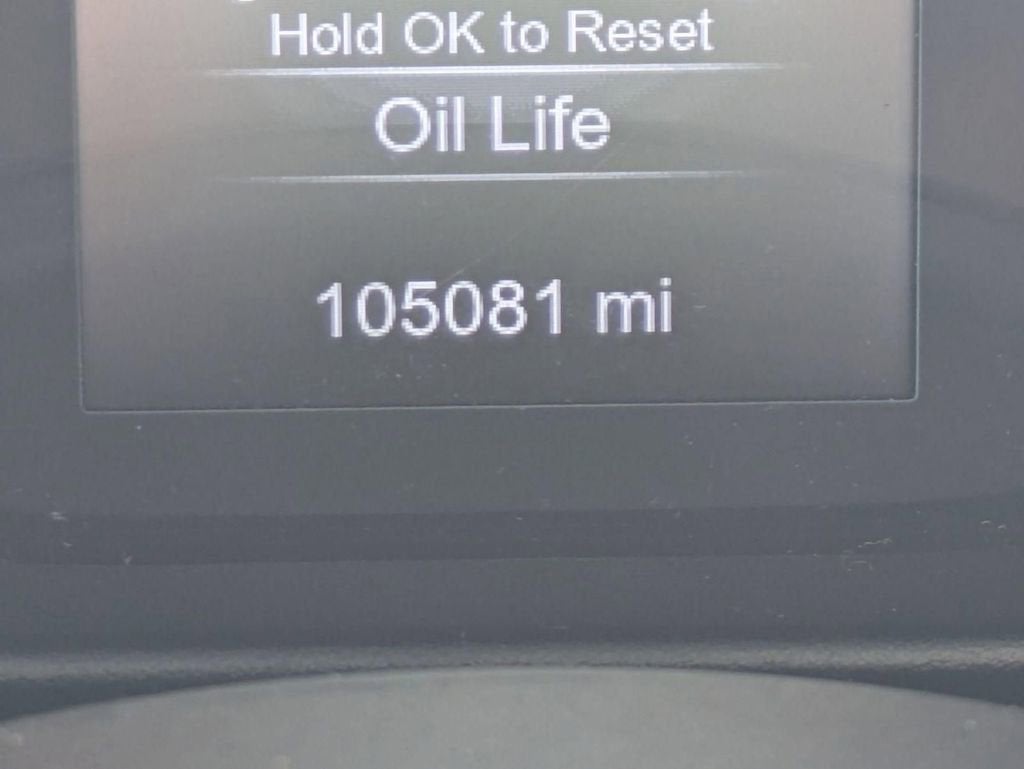 Hold OK to Reset
Oil Life
105081 mi